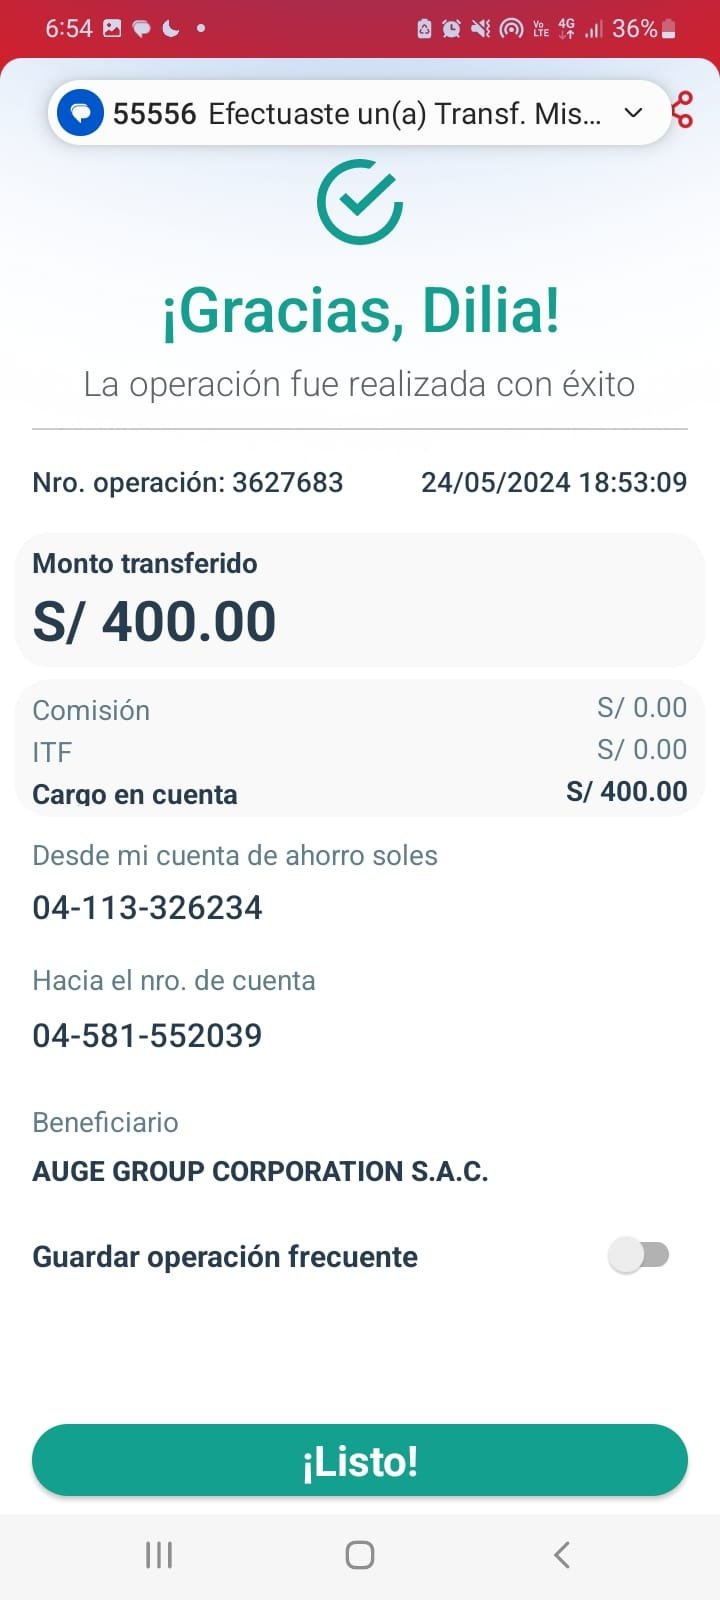 6:54 VoLTE 4G 36%
55556 Efectuaste un(a) Transf. Mis...
¡Gracias, Dilia!
La operación fue realizada con éxito
Nro. operación: 3627683 24/05/2024 18:53:09
Monto transferido
S/ 400.00
Comisión S/ 0.00
ITF S/ 0.00
Cargo en cuenta S/ 400.00
Desde mi cuenta de ahorro soles
04-113-326234
Hacia el nro. de cuenta
04-581-552039
Beneficiario
AUGE GROUP CORPORATION S.A.C.
Guardar operación frecuente
¡Listo!